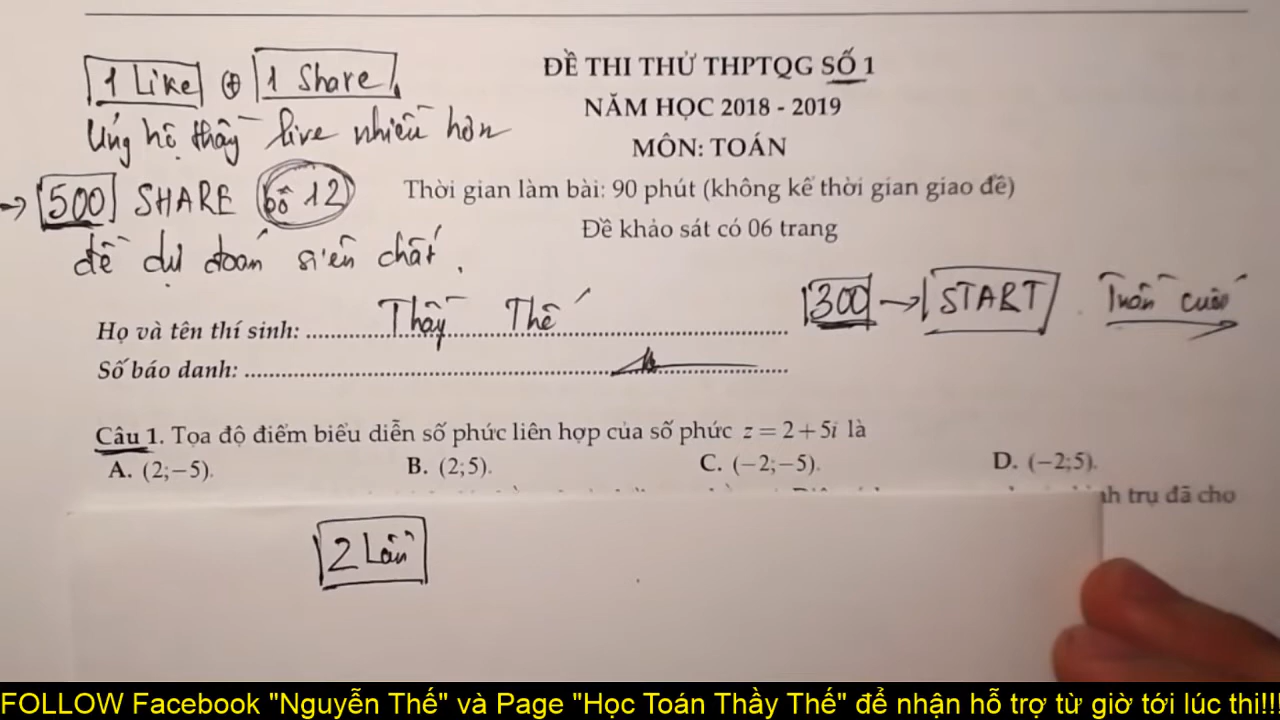 1 Like ⊕ 1 Share.
Ủng hộ thầy live nhiều hơn
→ 500 SHARE bộ 12
để dự đoán siêu chất.
ĐỀ THI THỬ THPTQG SỐ 1
NĂM HỌC 2018 - 2019
MÔN: TOÁN
Thời gian làm bài: 90 phút (không kể thời gian giao đề)
Đề khảo sát có 06 trang
300 → START. Tuần cuối
Họ và tên thí sinh: Thầy Thế
Số báo danh:
Câu 1. Tọa độ điểm biểu diễn số phức liên hợp của số phức z = 2 + 5i là
A. (2;−5). B. (2;5). C. (−2;−5). D. (−2;5).
trụ đã cho
2 Lần
FOLLOW Facebook "Nguyễn Thế" và Page "Học Toán Thầy Thế" để nhận hỗ trợ từ giờ tới lúc thi!!!